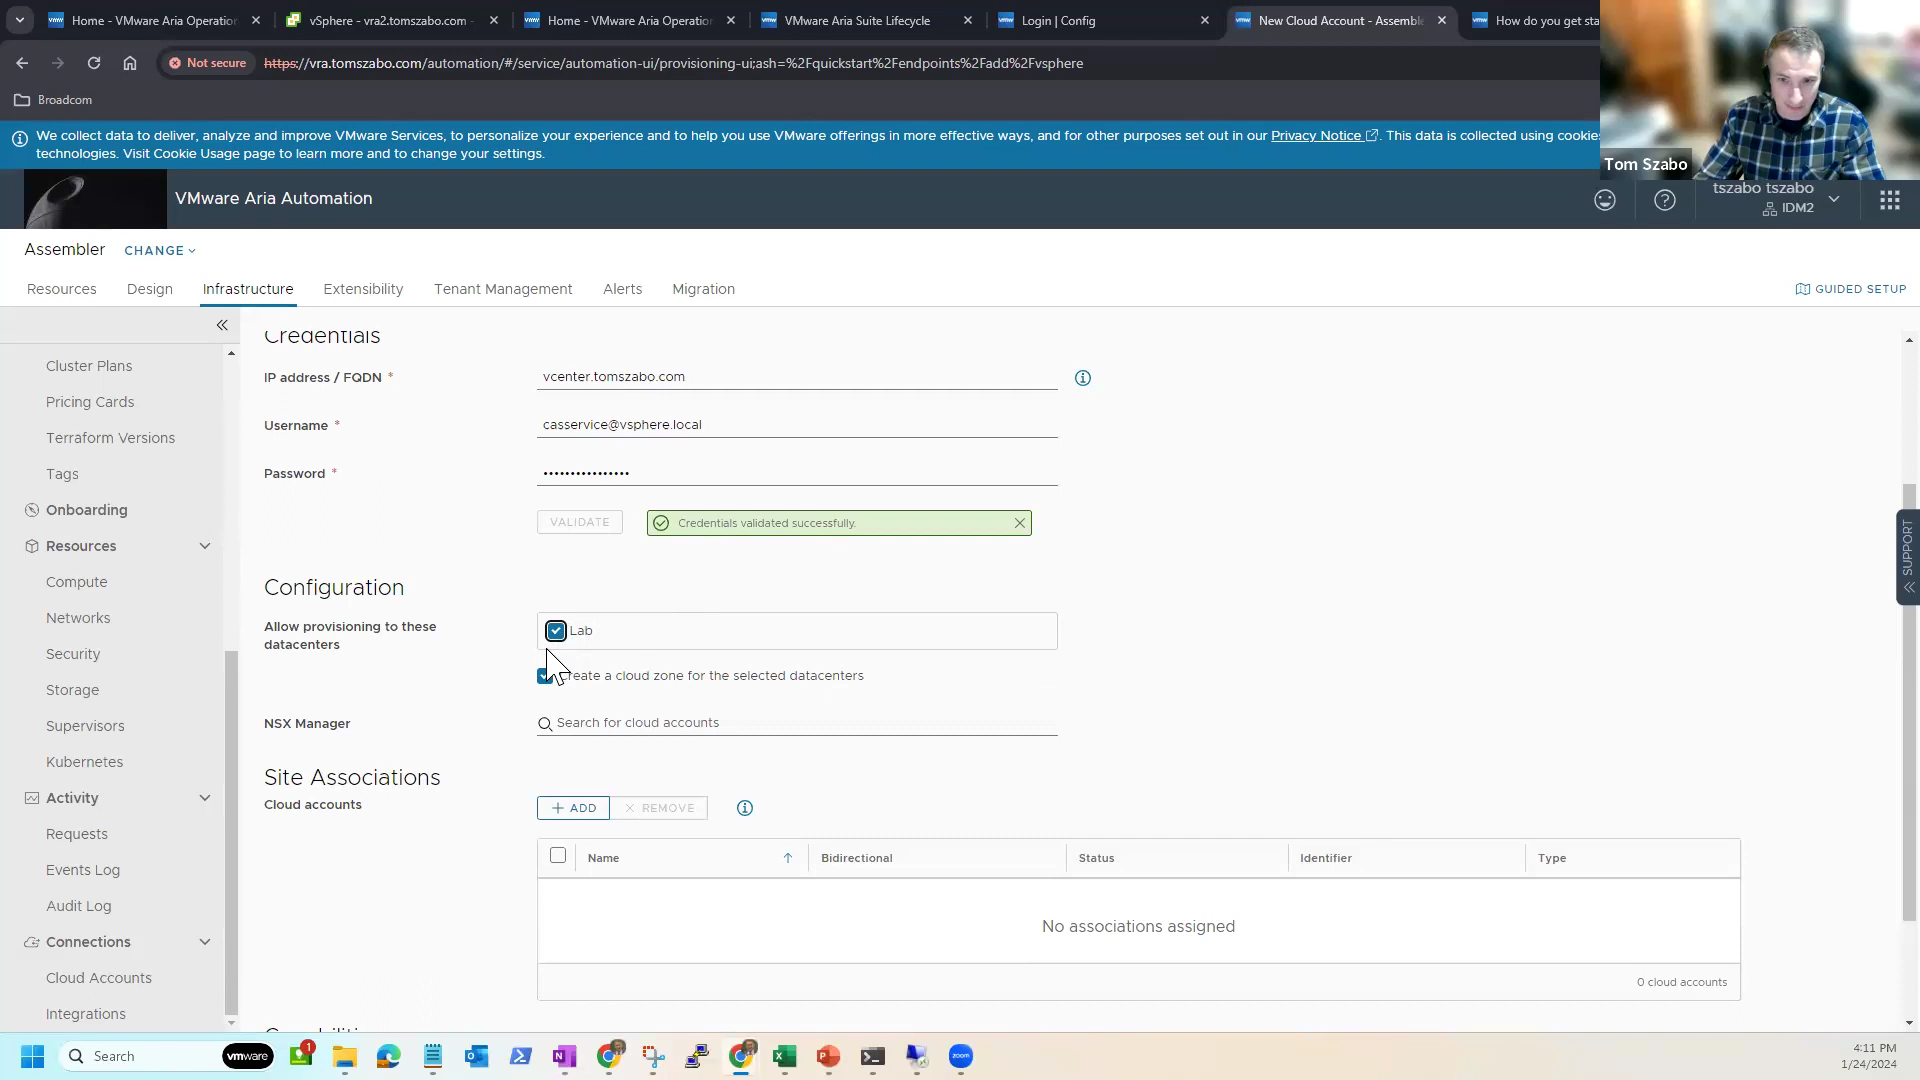 Home - VMware Aria Operation
vSphere - vra2.tomszabo.com -
Home - VMware Aria Operation
VMware Aria Suite Lifecycle
Login | Config
New Cloud Account - Assemble
How do you get sta
Not secure
https://vra.tomszabo.com/automation/#/service/automation-ui/provisioning-ui;ash=%2Fquickstart%2Fendpoints%2Fadd%2Fvsphere
Broadcom
We collect data to deliver, analyze and improve VMware Services, to personalize your experience and to help you use VMware offerings in more effective ways, and for other purposes set out in our Privacy Notice. This data is collected using cookies
technologies. Visit Cookie Usage page to learn more and to change your settings.
Tom Szabo
VMware Aria Automation
tszabo tszabo
IDM2
Assembler
CHANGE
Resources
Design
Infrastructure
Extensibility
Tenant Management
Alerts
Migration
GUIDED SETUP
Cluster Plans
Pricing Cards
Terraform Versions
Tags
Onboarding
Resources
Compute
Networks
Security
Storage
Supervisors
Kubernetes
Activity
Requests
Events Log
Audit Log
Connections
Cloud Accounts
Integrations
Credentials
IP address / FQDN *
vcenter.tomszabo.com
Username *
casservice@vsphere.local
Password *
••••••••••••••••
VALIDATE
Credentials validated successfully.
Configuration
Allow provisioning to these
datacenters
Lab
Create a cloud zone for the selected datacenters
NSX Manager
Search for cloud accounts
Site Associations
Cloud accounts
+ ADD
REMOVE
Name
Bidirectional
Status
Identifier
Type
No associations assigned
0 cloud accounts
SUPPORT
Search
vmware
1
zoom
4:11 PM
1/24/2024